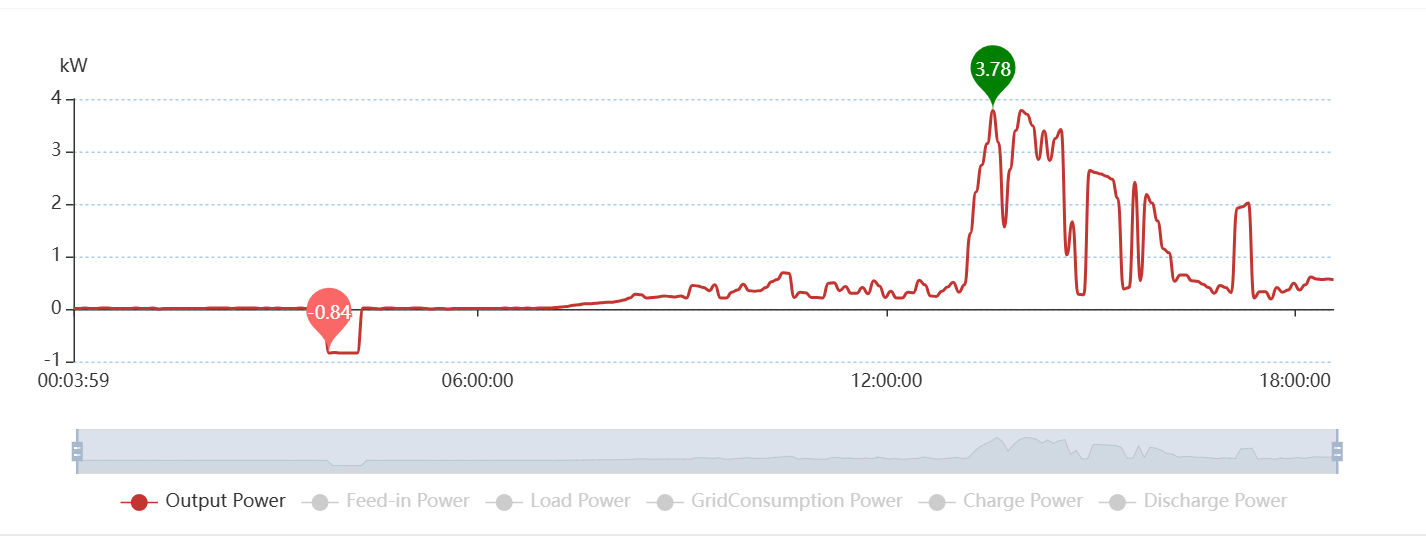 kW
3.78
4
3
2
1
0
-0.84
-1
00:03:59 06:00:00 12:00:00 18:00:00
Output Power Feed-in Power Load Power GridConsumption Power Charge Power Discharge Power